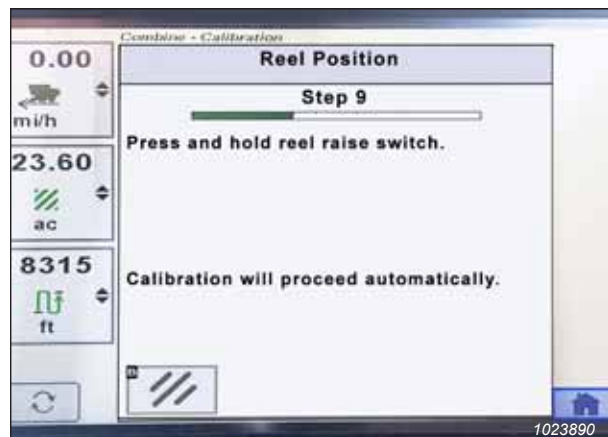 Combine - Calibration
0.00
mi/h
23.60
ac
8315
ft
Reel Position
Step 9
Press and hold reel raise switch.
Calibration will proceed automatically.
1023890